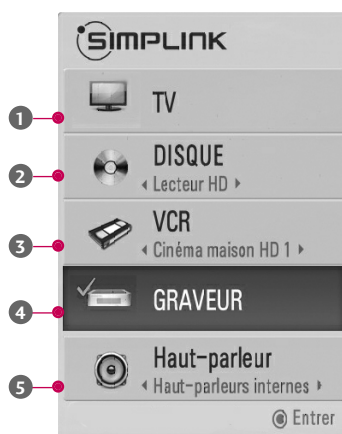 SIMPLINK
1 TV
2 DISQUE
Lecteur HD
3 VCR
Cinéma maison HD 1
4 GRAVEUR
5 Haut-parleur
Haut-parleurs internes
Entrer